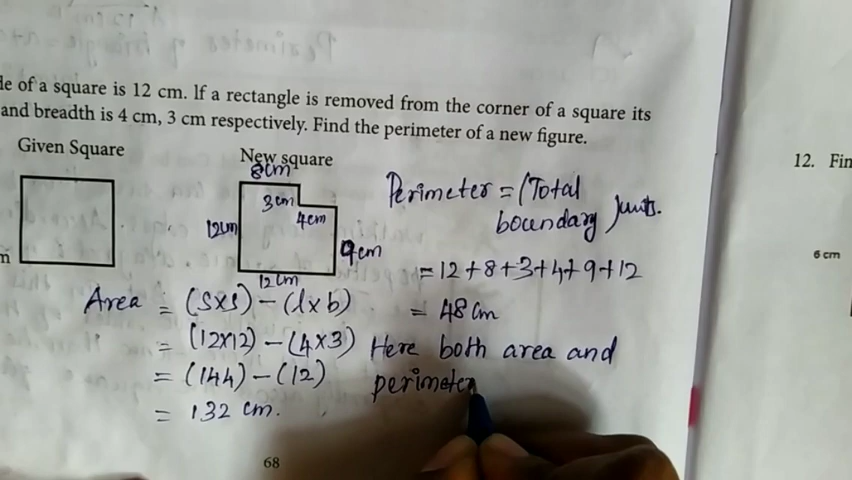 le of a square is 12 cm. If a rectangle is removed from the corner of a square its
and breadth is 4 cm, 3 cm respectively. Find the perimeter of a new figure.
Given Square
New square
8cm
3cm
4cm
12cm
9cm
12cm
Perimeter = (Total
boundary) units.
= 12+8+3+4+9+12
= 48 cm
Area = (S×S) - (l×b)
= (12×12) - (4×3)
= (144) - (12)
= 132 cm.
Here both area and
perimeter
68
12. Fin
6 cm